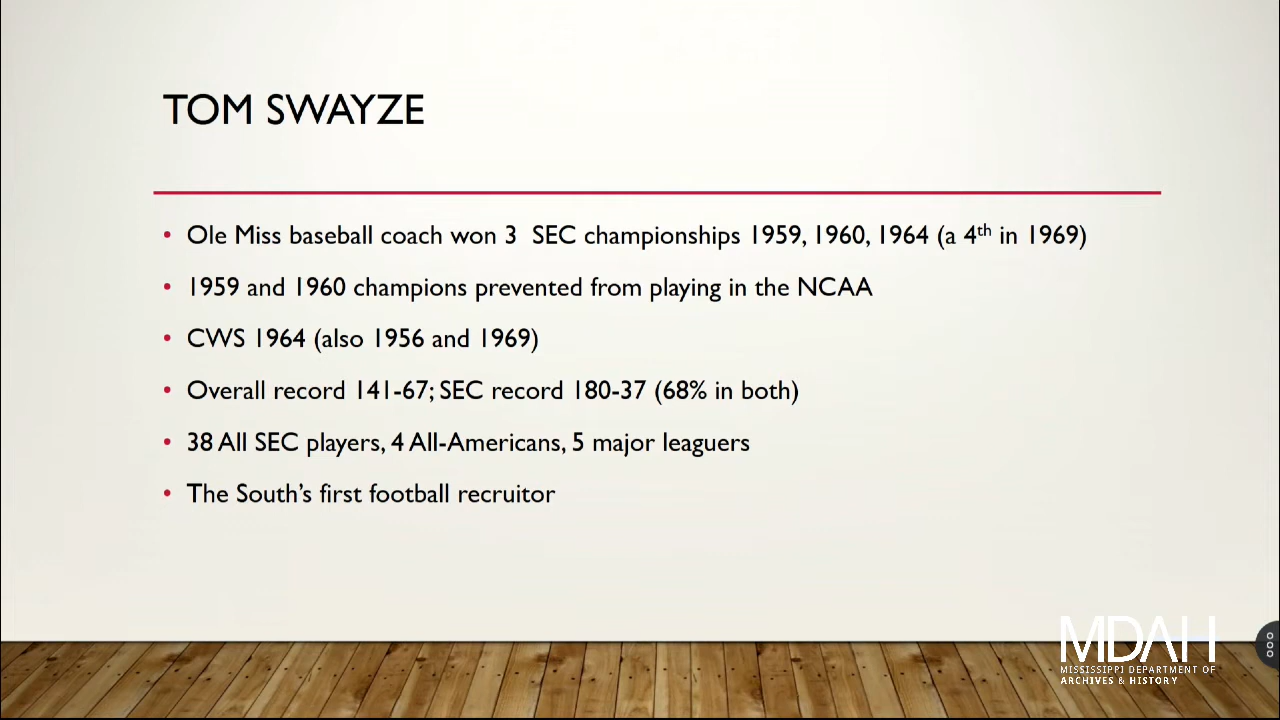 TOM SWAYZE
• Ole Miss baseball coach won 3  SEC championships 1959, 1960, 1964 (a 4th in 1969)
• 1959 and 1960 champions prevented from playing in the NCAA
• CWS 1964 (also 1956 and 1969)
• Overall record 141-67; SEC record 180-37 (68% in both)
• 38 All SEC players, 4 All-Americans, 5 major leaguers
• The South's first football recruitor
MDAH
MISSISSIPPI DEPARTMENT OF
ARCHIVES & HISTORY